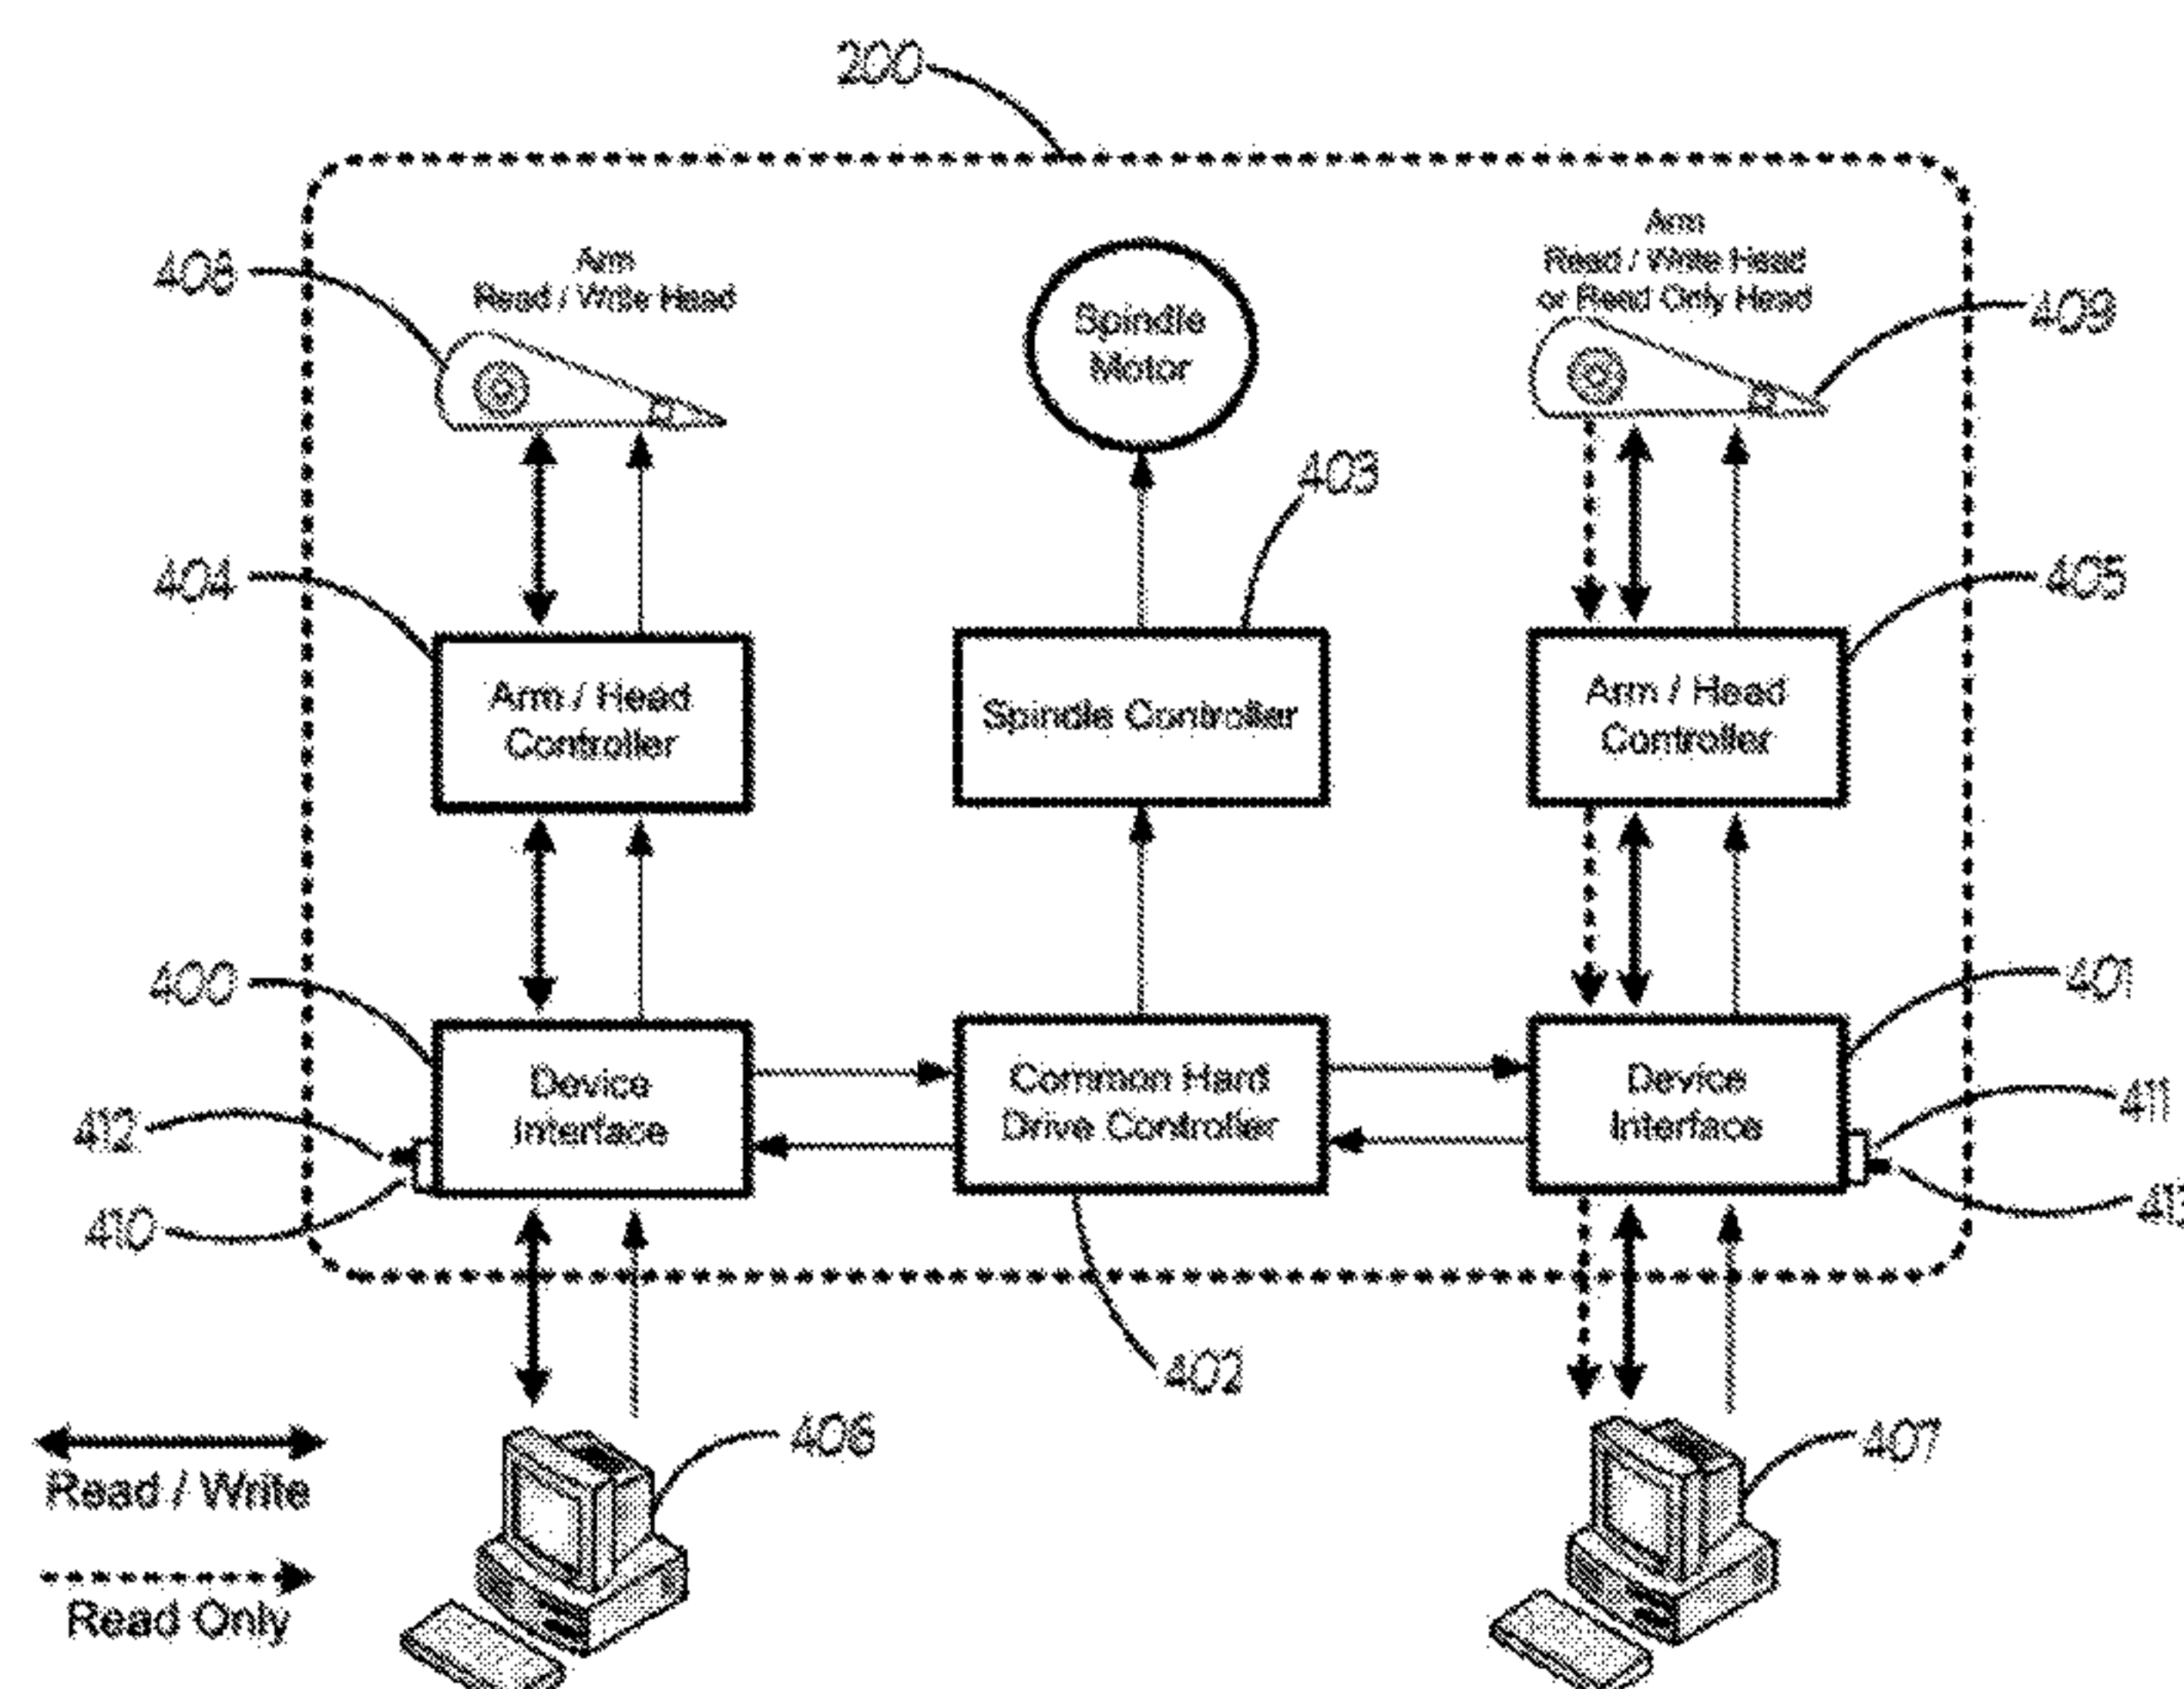 200
Arm
Read / Write Head
408
Spindle
Motor
Arm
Read / Write Head
or Read Only Head
409
403
404
Arm / Head
Controller
Spindle Controller
Arm / Head
Controller
405
400
Device
Interface
Common Hard
Drive Controller
Device
Interface
401
412
410
411
402
406
407
Read / Write
Read Only